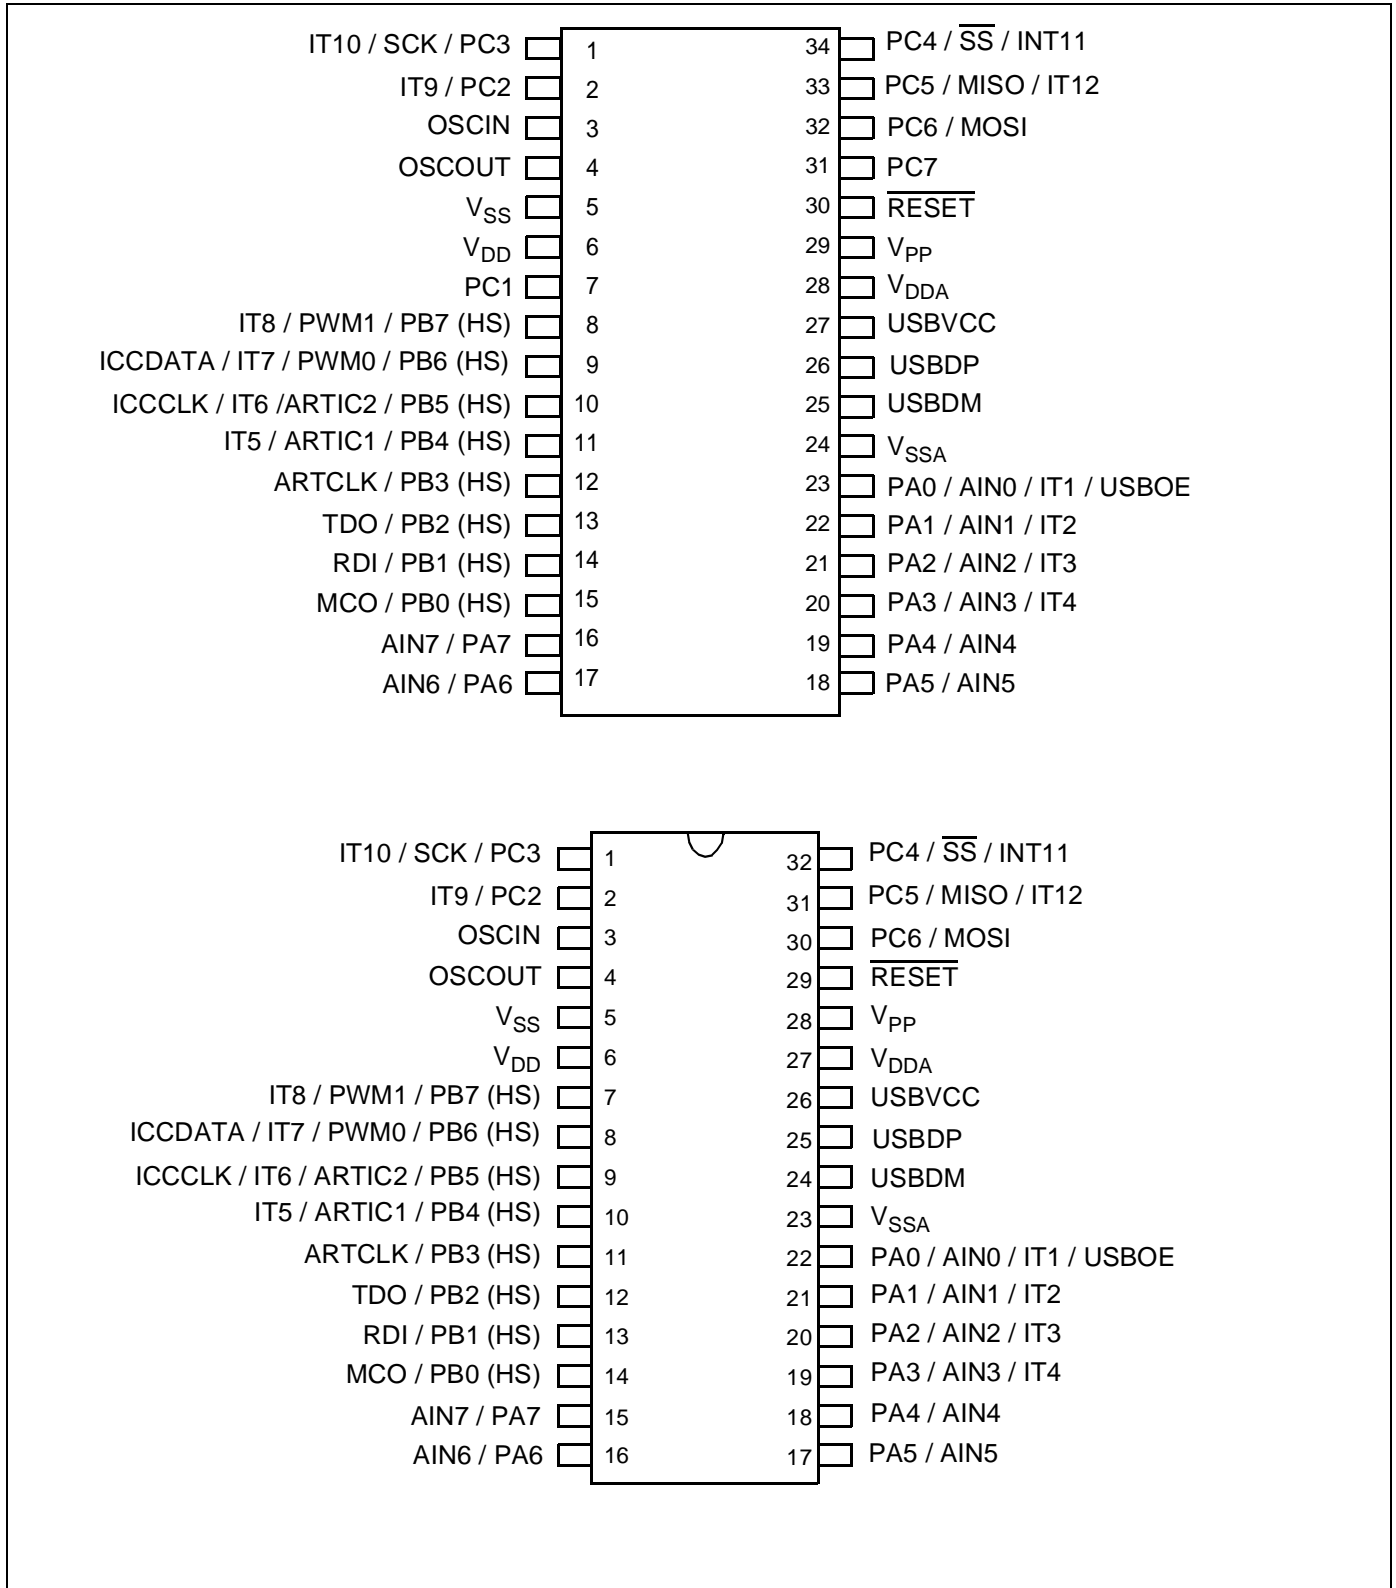 IT10 / SCK / PC3 1 34 PC4 / SS / INT11
IT9 / PC2 2 33 PC5 / MISO / IT12
OSCIN 3 32 PC6 / MOSI
OSCOUT 4 31 PC7
VSS 5 30 RESET
VDD 6 29 VPP
PC1 7 28 VDDA
IT8 / PWM1 / PB7 (HS) 8 27 USBVCC
ICCDATA / IT7 / PWM0 / PB6 (HS) 9 26 USBDP
ICCCLK / IT6 /ARTIC2 / PB5 (HS) 10 25 USBDM
IT5 / ARTIC1 / PB4 (HS) 11 24 VSSA
ARTCLK / PB3 (HS) 12 23 PA0 / AIN0 / IT1 / USBOE
TDO / PB2 (HS) 13 22 PA1 / AIN1 / IT2
RDI / PB1 (HS) 14 21 PA2 / AIN2 / IT3
MCO / PB0 (HS) 15 20 PA3 / AIN3 / IT4
AIN7 / PA7 16 19 PA4 / AIN4
AIN6 / PA6 17 18 PA5 / AIN5
IT10 / SCK / PC3 1 32 PC4 / SS / INT11
IT9 / PC2 2 31 PC5 / MISO / IT12
OSCIN 3 30 PC6 / MOSI
OSCOUT 4 29 RESET
VSS 5 28 VPP
VDD 6 27 VDDA
IT8 / PWM1 / PB7 (HS) 7 26 USBVCC
ICCDATA / IT7 / PWM0 / PB6 (HS) 8 25 USBDP
ICCCLK / IT6 / ARTIC2 / PB5 (HS) 9 24 USBDM
IT5 / ARTIC1 / PB4 (HS) 10 23 VSSA
ARTCLK / PB3 (HS) 11 22 PA0 / AIN0 / IT1 / USBOE
TDO / PB2 (HS) 12 21 PA1 / AIN1 / IT2
RDI / PB1 (HS) 13 20 PA2 / AIN2 / IT3
MCO / PB0 (HS) 14 19 PA3 / AIN3 / IT4
AIN7 / PA7 15 18 PA4 / AIN4
AIN6 / PA6 16 17 PA5 / AIN5